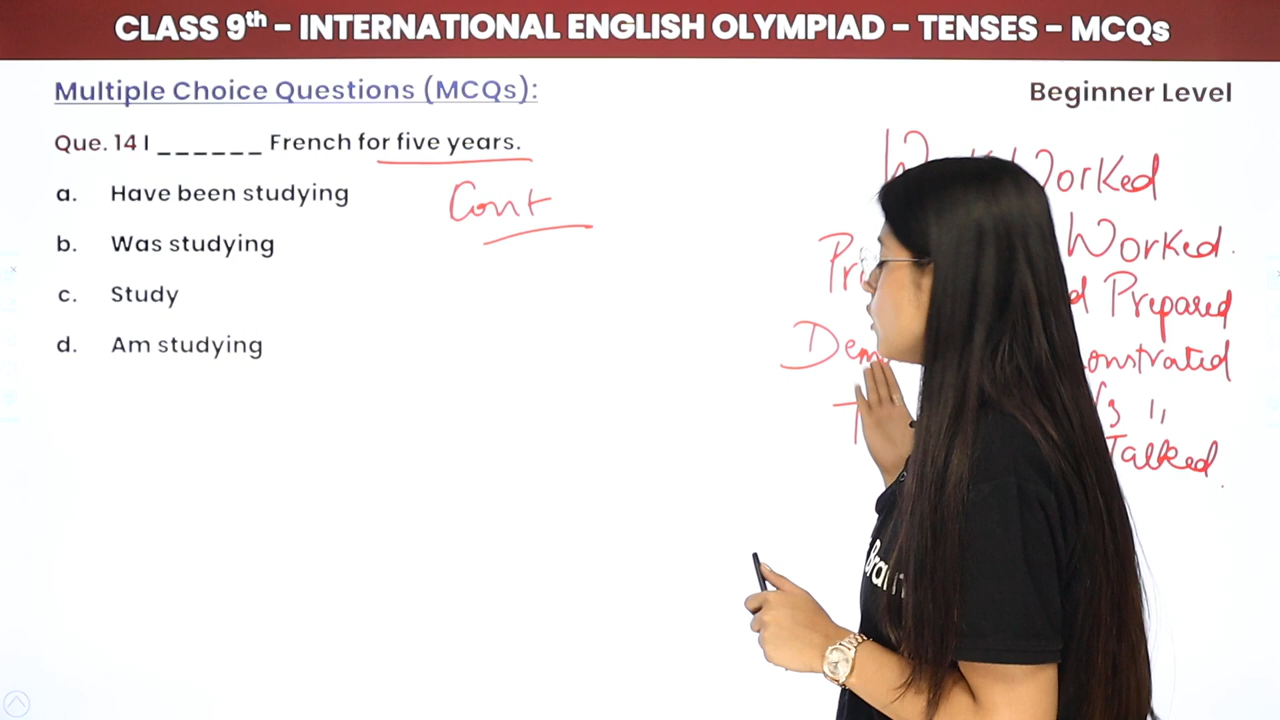 CLASS 9th – INTERNATIONAL ENGLISH OLYMPIAD – TENSES – MCQs
Multiple Choice Questions (MCQs):
Beginner Level
Que. 14 I ______ French for five years.
a. Have been studying
b. Was studying
c. Study
d. Am studying
Cont
Worked
Worked.
Prepared
Talked.